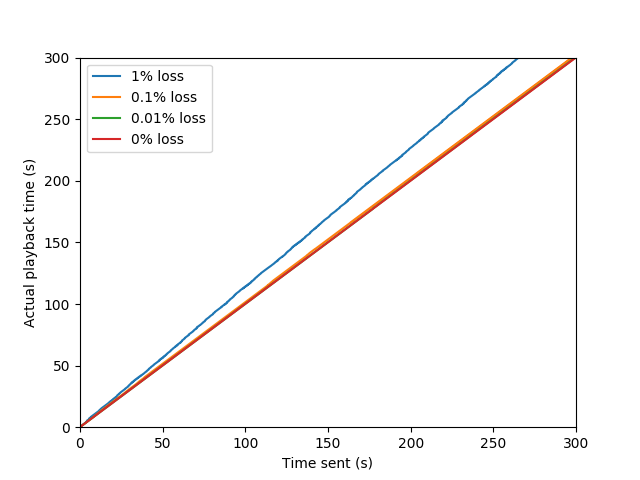 300
250
200
150
100
50
0
Actual playback time (s)
1% loss
0.1% loss
0.01% loss
0% loss
0 50 100 150 200 250 300
Time sent (s)